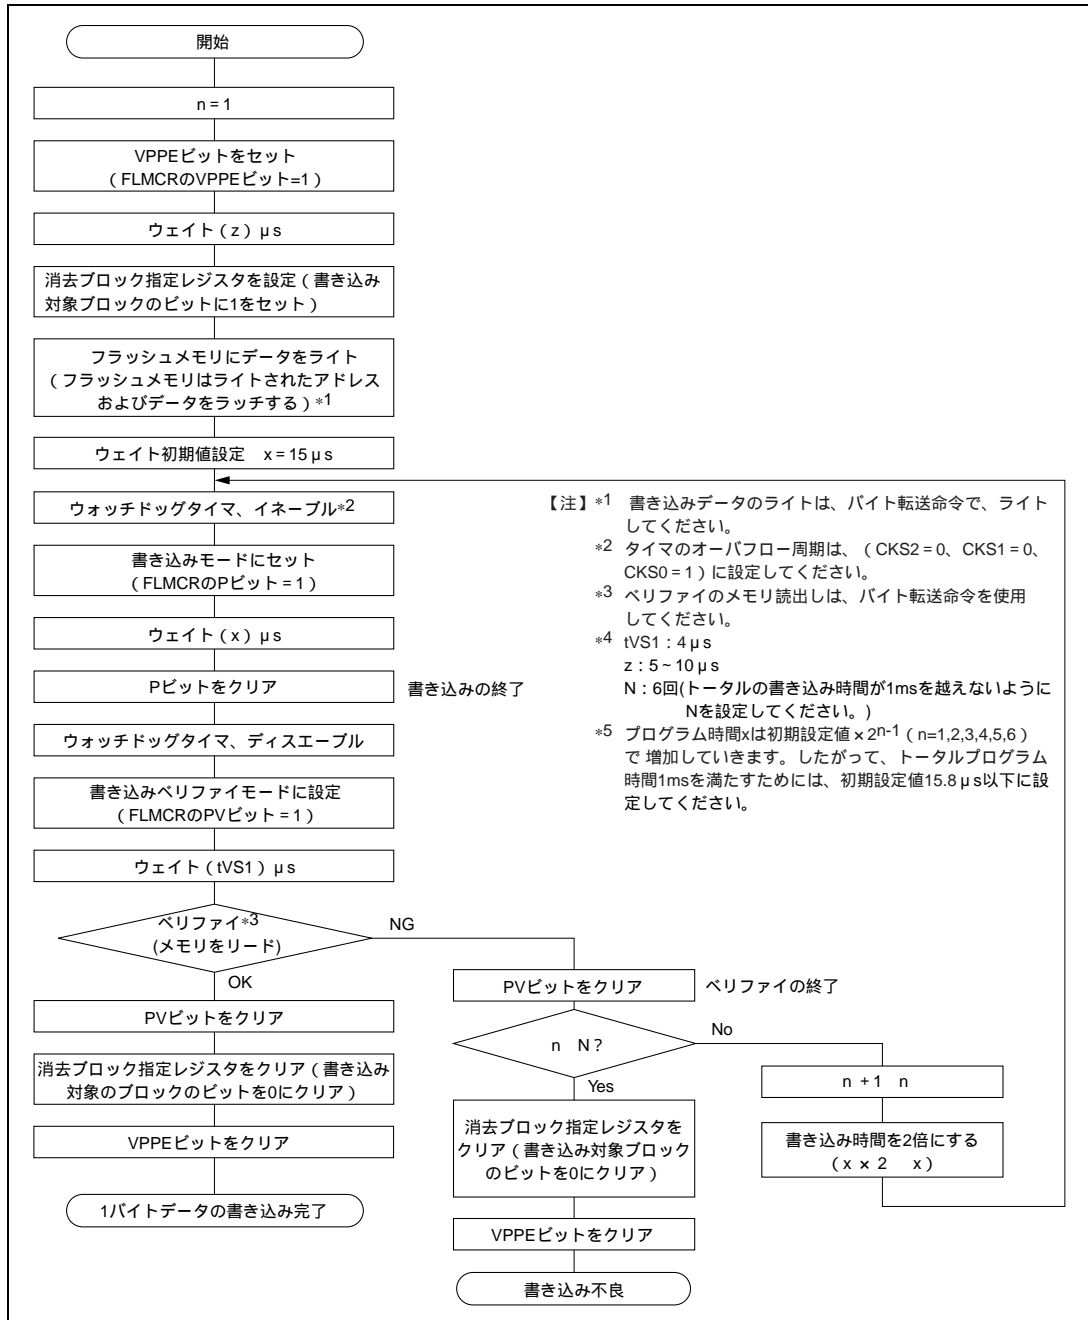 開始
n = 1
VPPEビットをセット
（FLMCRのVPPEビット=1）
ウェイト（z）μs
消去ブロック指定レジスタを設定（書き込み
対象ブロックのビットに1をセット）
フラッシュメモリにデータをライト
（フラッシュメモリはライトされたアドレス
およびデータをラッチする）*1
ウェイト初期値設定　x = 15 μs
ウォッチドッグタイマ、イネーブル*2
書き込みモードにセット
（FLMCRのPビット = 1）
ウェイト（x）μs
Pビットをクリア　書き込みの終了
ウォッチドッグタイマ、ディスエーブル
書き込みベリファイモードに設定
（FLMCRのPVビット = 1）
ウェイト（tVS1）μs
ベリファイ*3
(メモリをリード)
NG
OK
PVビットをクリア
消去ブロック指定レジスタをクリア（書き込み
対象のブロックのビットを0にクリア）
VPPEビットをクリア
1バイトデータの書き込み完了
PVビットをクリア　ベリファイの終了
n　N？
No
Yes
消去ブロック指定レジスタを
クリア（書き込み対象ブロック
のビットを0にクリア）
VPPEビットをクリア
書き込み不良
n + 1　n
書き込み時間を2倍にする
（x × 2　x）
【注】*1　書き込みデータのライトは、バイト転送命令で、ライト
してください。
*2　タイマのオーバフロー周期は、（CKS2 = 0、CKS1 = 0、
CKS0 = 1）に設定してください。
*3　ベリファイのメモリ読出しは、バイト転送命令を使用
してください。
*4　tVS1：4 μs
z：5 ~ 10 μs
N：6回(トータルの書き込み時間が1msを越えないように
Nを設定してください。)
*5　プログラム時間xは初期設定値 × 2n-1（n=1,2,3,4,5,6）
で 増加していきます。したがって、トータルプログラム
時間1msを満たすためには、初期設定値15.8 μs以下に設
定してください。